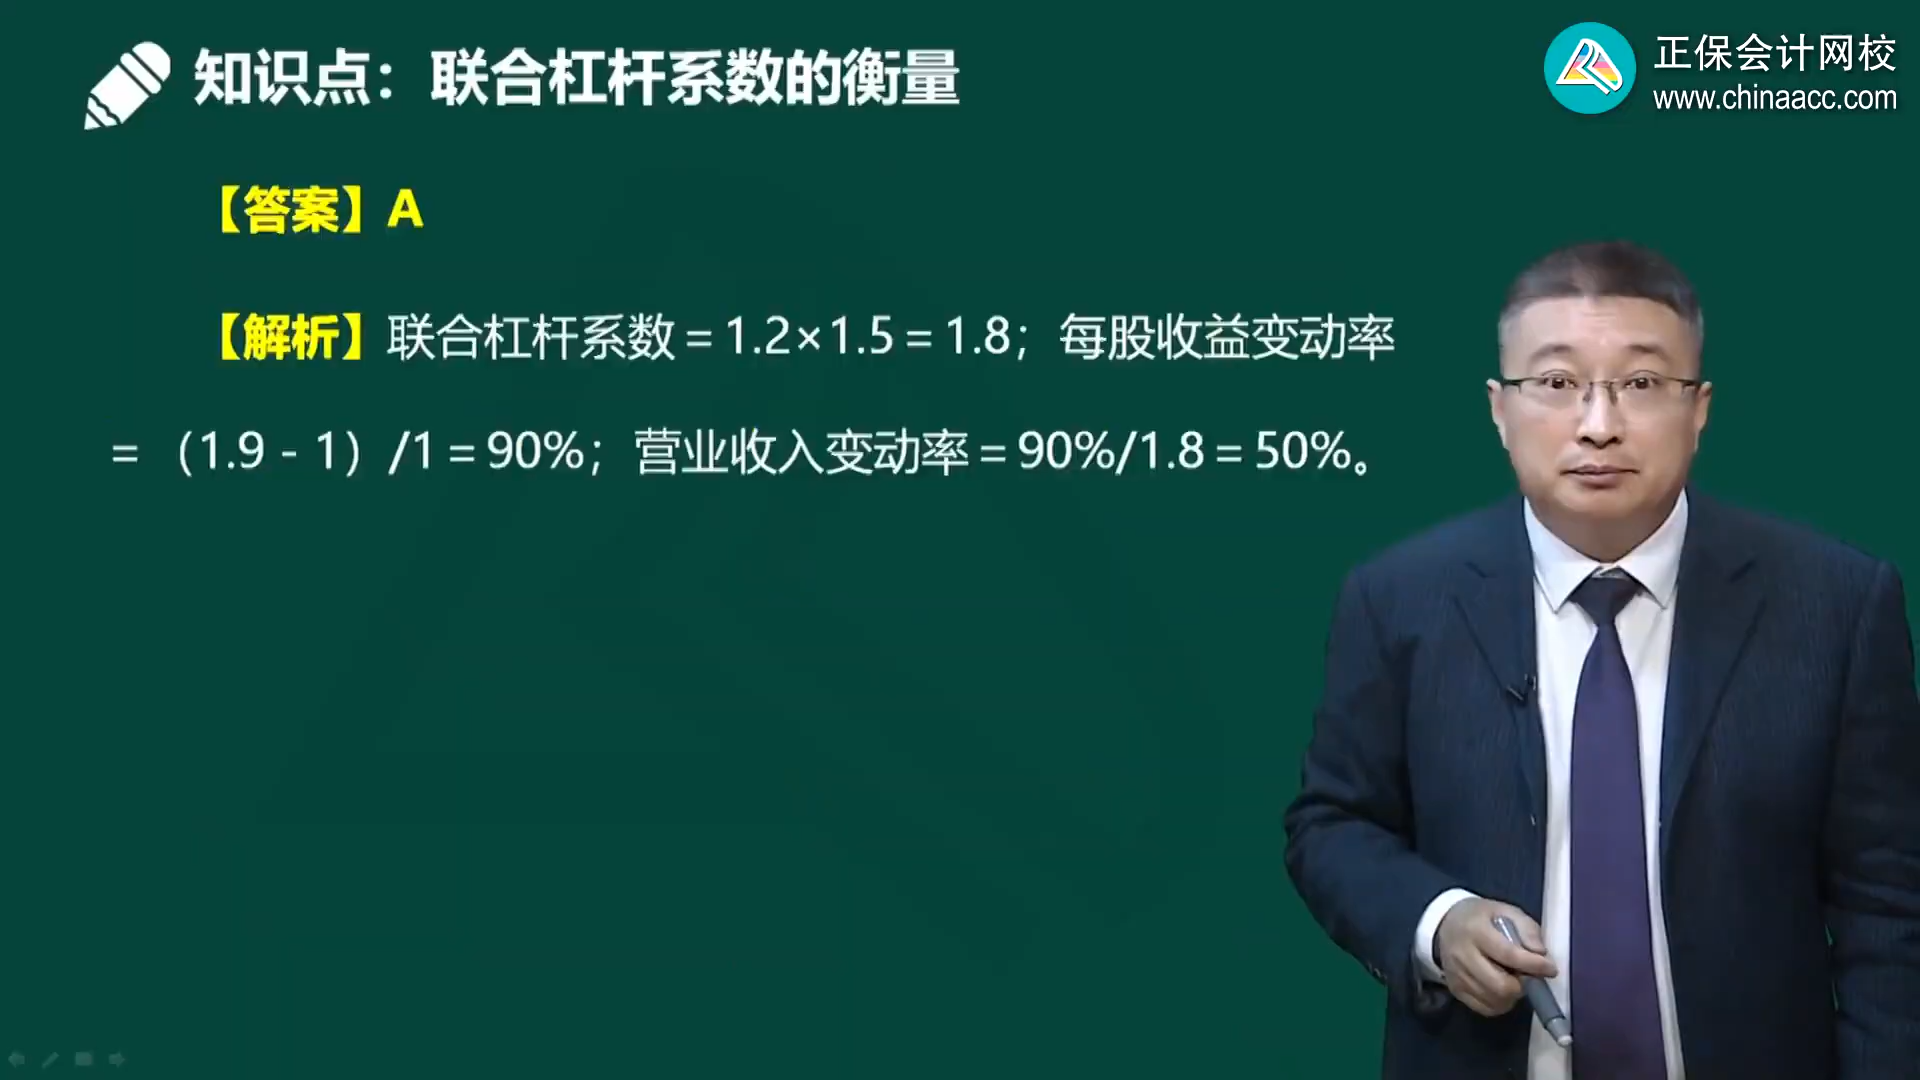 知识点：联合杠杆系数的衡量
正保会计网校
www.chinaacc.com
【答案】A
【解析】联合杠杆系数＝1.2×1.5＝1.8；每股收益变动率
＝（1.9－1）/1＝90%；营业收入变动率＝90%/1.8＝50%。